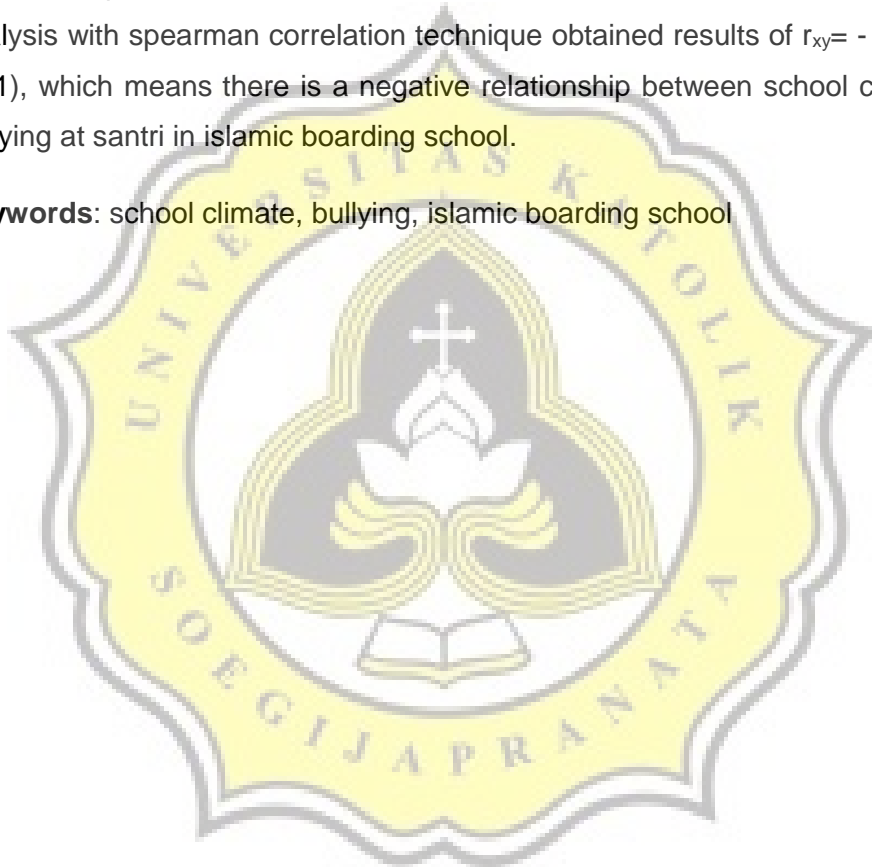 lysis with spearman correlation technique obtained results of rxy= -
1), which means there is a negative relationship between school c
ying at santri in islamic boarding school.
ywords: school climate, bullying, islamic boarding school
UNIVERSITAS KATOLIK
SOEGIJAPRANATA